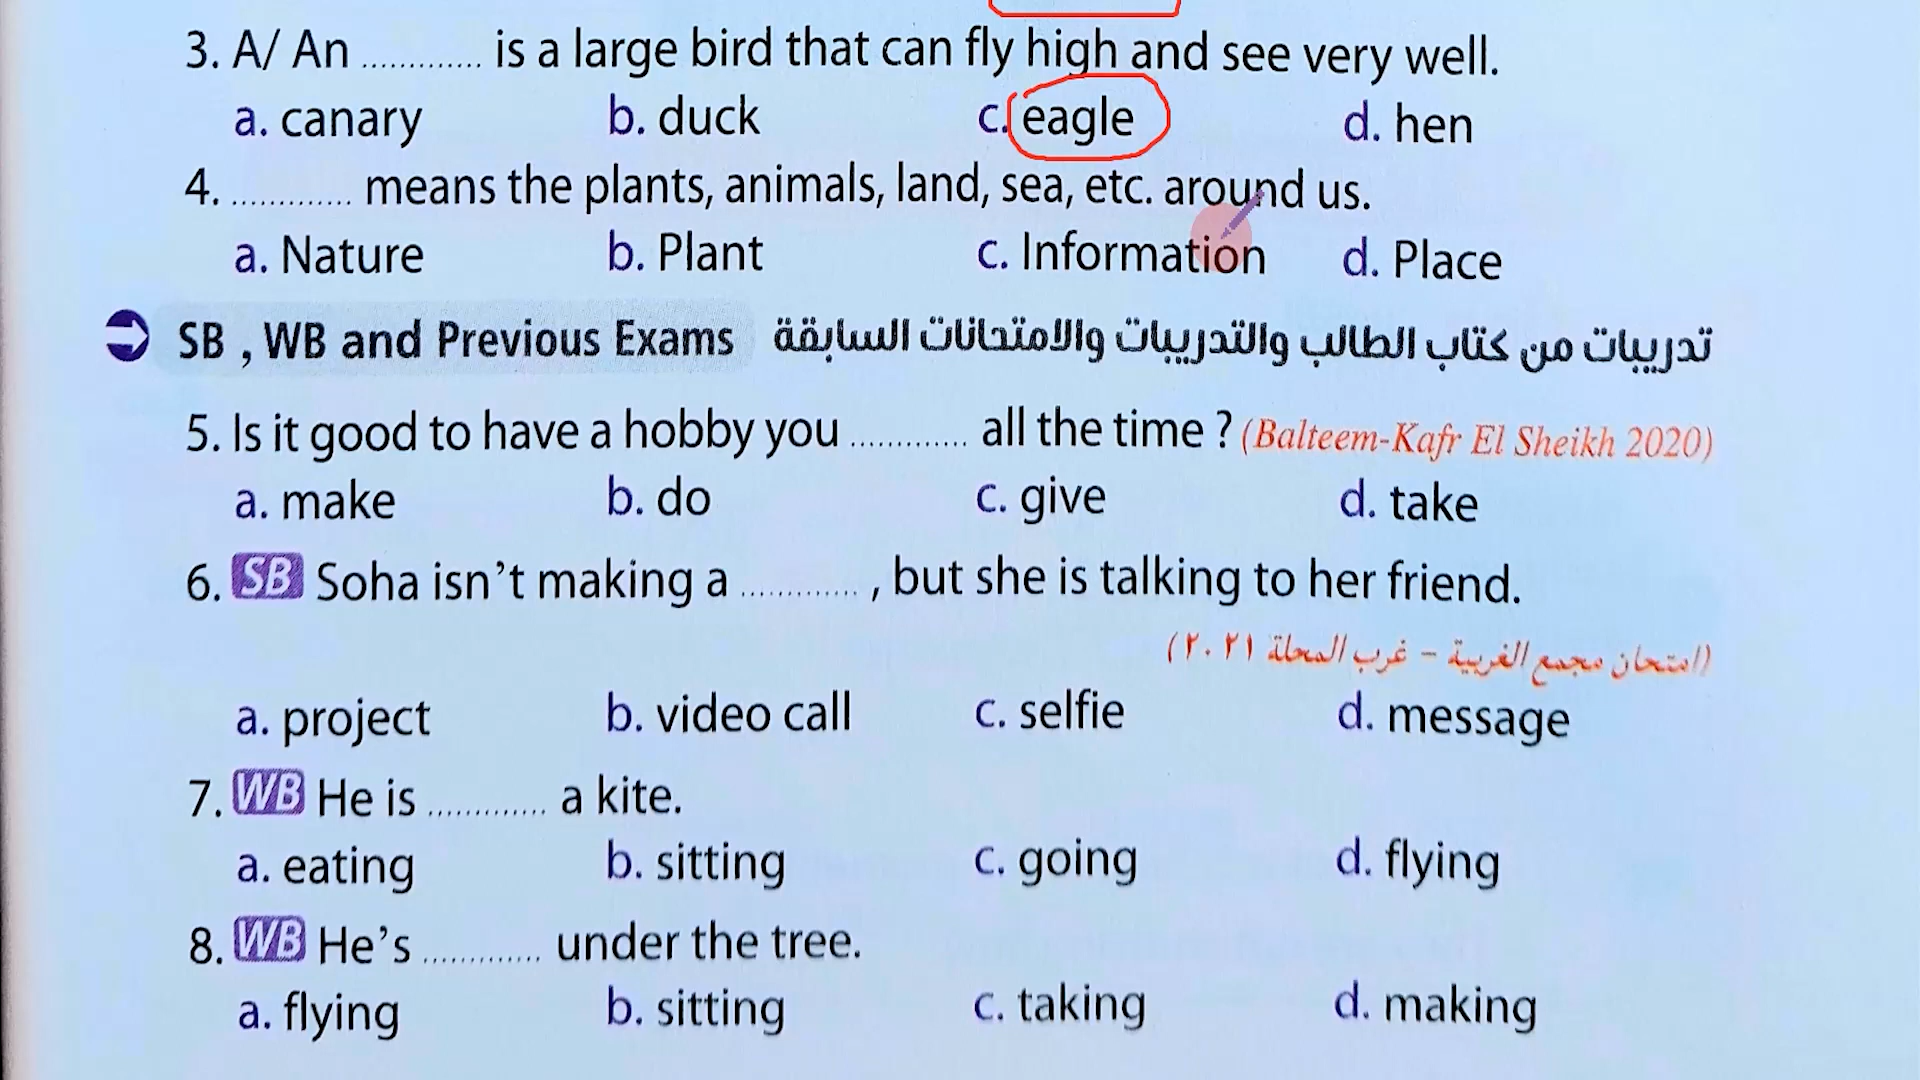 3. A/ An ............. is a large bird that can fly high and see very well.
a. canary b. duck c. eagle d. hen
4. ............. means the plants, animals, land, sea, etc. around us.
a. Nature b. Plant c. Information d. Place
SB , WB and Previous Exams تدريبات من كتاب الطالب والتدريبات والامتحانات السابقة
5. Is it good to have a hobby you ............. all the time ? (Balteem-Kafr El Sheikh 2020)
a. make b. do c. give d. take
6. SB Soha isn't making a ............. , but she is talking to her friend.
(امتحان مجمع الغربية – غرب المحلة ٢٠٢١)
a. project b. video call c. selfie d. message
7. WB He is ............. a kite.
a. eating b. sitting c. going d. flying
8. WB He's ............. under the tree.
a. flying b. sitting c. taking d. making